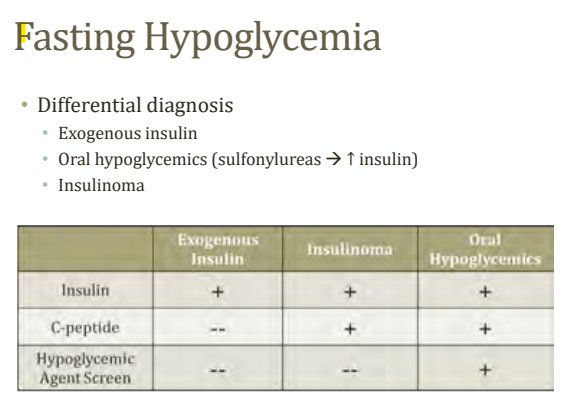 Fasting Hypoglycemia
• Differential diagnosis
• Exogenous insulin
• Oral hypoglycemics (sulfonylureas → ↑ insulin)
• Insulinoma
Exogenous Insulin | Insulinoma | Oral Hypoglycemics
Insulin | + | + | +
C-peptide | -- | + | +
Hypoglycemic Agent Screen | -- | -- | +